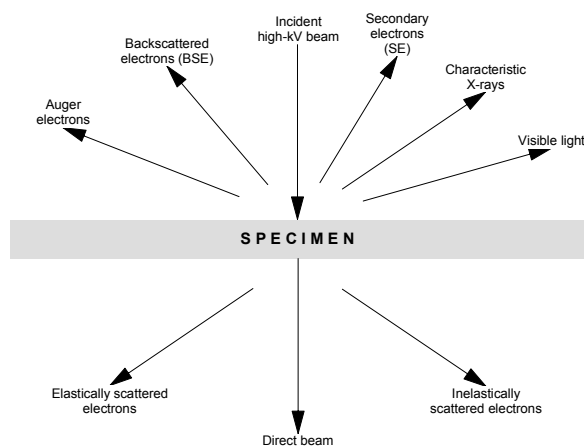 Incident
high-kV beam
Secondary
electrons
(SE)
Backscattered
electrons (BSE)
Characteristic
X-rays
Auger
electrons
Visible light
SPECIMEN
Elastically scattered
electrons
Inelastically
scattered electrons
Direct beam